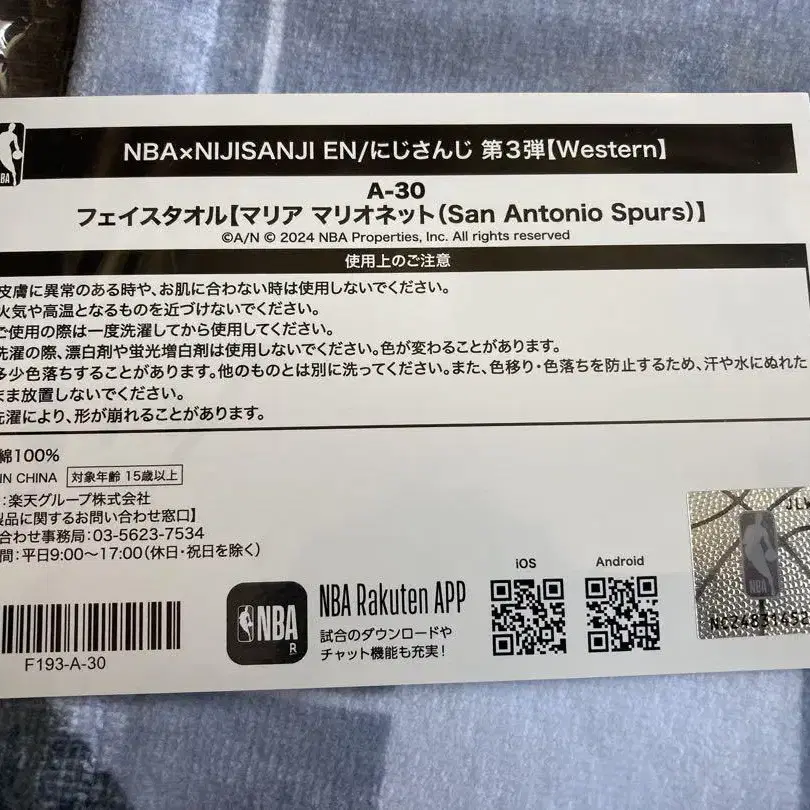 NBA×NIJISANJI EN/にじさんじ 第3弾【Western】
A-30
フェイスタオル【マリア マリオネット(San Antonio Spurs)】
©A/N © 2024 NBA Properties, Inc. All rights reserved
使用上のご注意
皮膚に異常のある時や、お肌に合わない時は使用しないでください。
火気や高温となるものを近づけないでください。
ご使用の際は一度洗濯してから使用してください。
洗濯の際、漂白剤や蛍光増白剤は使用しないでください。色が変わることがあります。
多少色落ちすることがあります。他のものとは別に洗ってください。また、色移り・色落ちを防止するため、汗や水にぬれた
まま放置しないでください。
洗濯により、形が崩れることがあります。
綿100%
IN CHINA 対象年齢 15歳以上
:楽天グループ株式会社
製品に関するお問い合わせ窓口】
合わせ事務局:03-5623-7534
間:平日9:00〜17:00(休日・祝日を除く)
F193-A-30
NBA
R
NBA Rakuten APP
試合のダウンロードや
チャット機能も充実!
iOS
Android
NBA